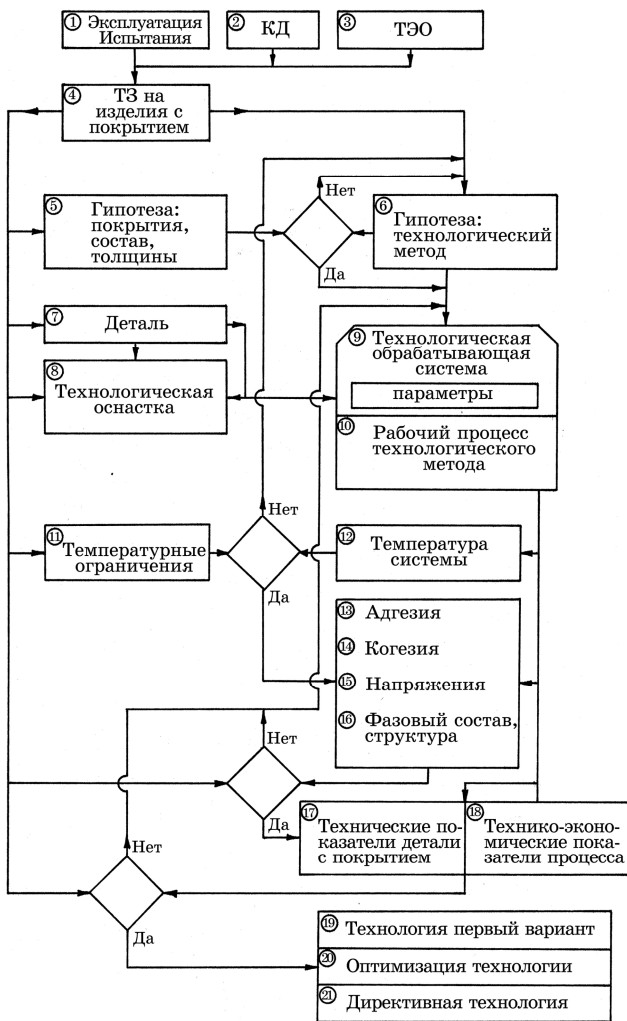 ① Эксплуатация
Испытания
② КД
③ ТЭО
④ ТЗ на
изделия с
покрытием
Нет
⑤ Гипотеза:
покрытия,
состав,
толщины
⑥ Гипотеза:
технологический
метод
Да
⑦ Деталь
⑧ Технологическая
оснастка
⑨ Технологическая
обрабатывающая
система
параметры
⑩ Рабочий процесс
технологического
метода
Нет
⑪ Температурные
ограничения
⑫ Температура
системы
Да
⑬ Адгезия
⑭ Когезия
⑮ Напряжения
⑯ Фазовый состав,
структура
Нет
Да
⑰ Технические по-
казатели детали
с покрытием
⑱ Технико-эконо-
мические пока-
затели процесса
Нет
Да
⑲ Технология первый вариант
⑳ Оптимизация технологии
㉑ Директивная технология